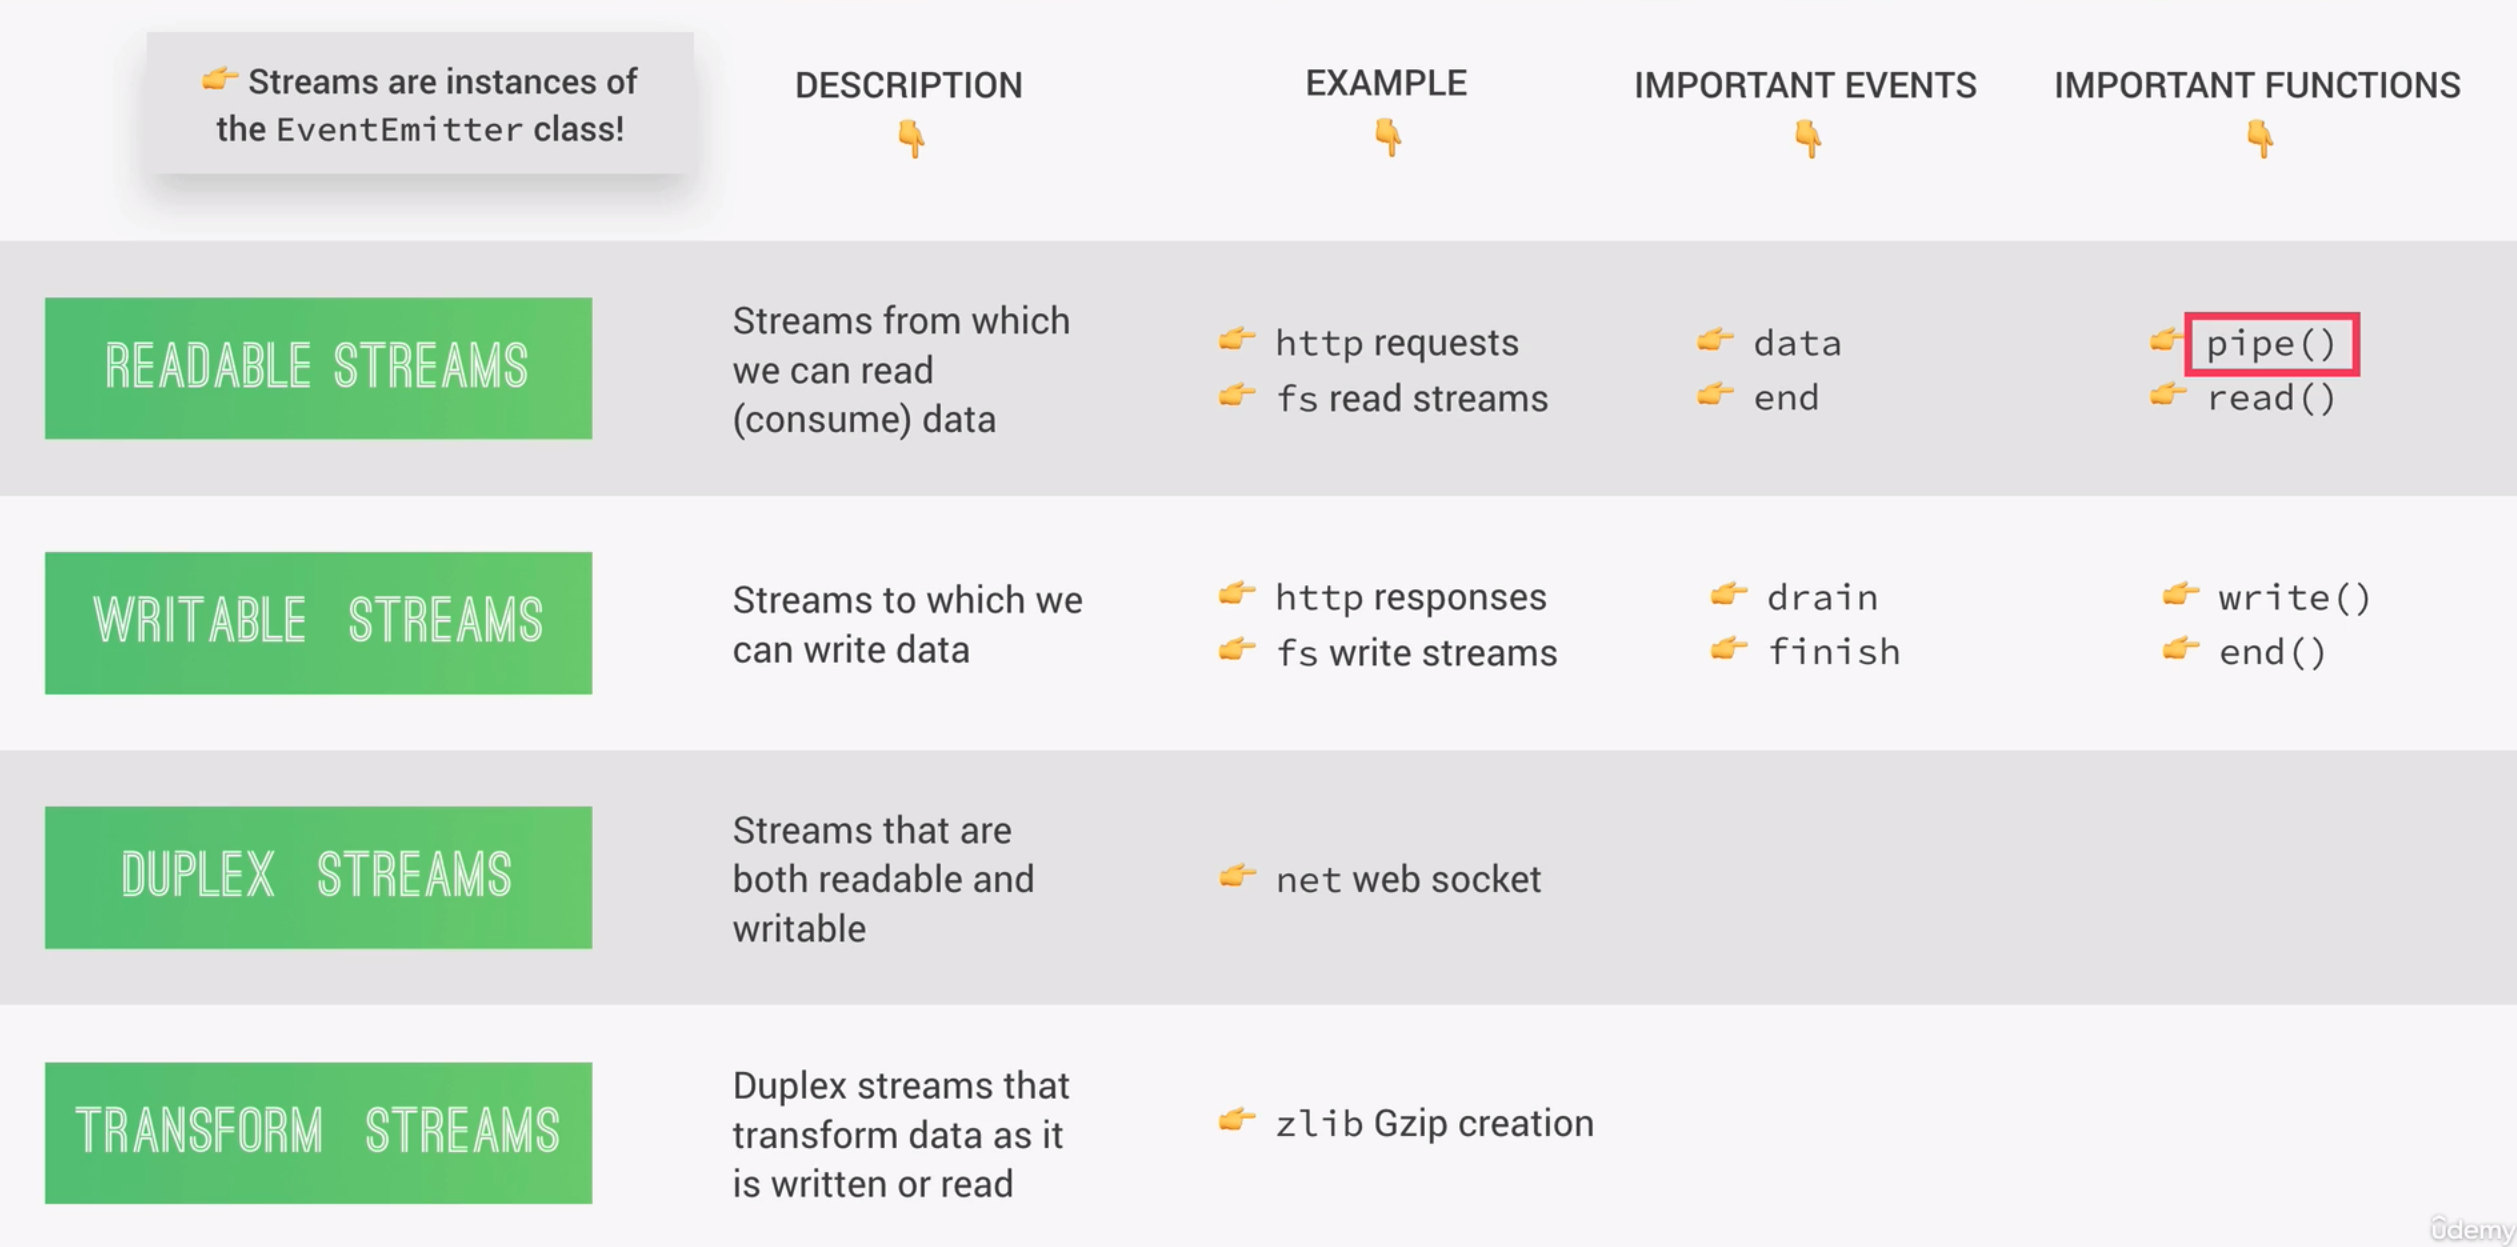 👉 Streams are instances of
the EventEmitter class!
DESCRIPTION
👇
EXAMPLE
👇
IMPORTANT EVENTS
👇
IMPORTANT FUNCTIONS
👇
READABLE STREAMS
Streams from which
we can read
(consume) data
👉 http requests
👉 fs read streams
👉 data
👉 end
👉 pipe()
👉 read()
WRITABLE STREAMS
Streams to which we
can write data
👉 http responses
👉 fs write streams
👉 drain
👉 finish
👉 write()
👉 end()
DUPLEX STREAMS
Streams that are
both readable and
writable
👉 net web socket
TRANSFORM STREAMS
Duplex streams that
transform data as it
is written or read
👉 zlib Gzip creation
ûdemy